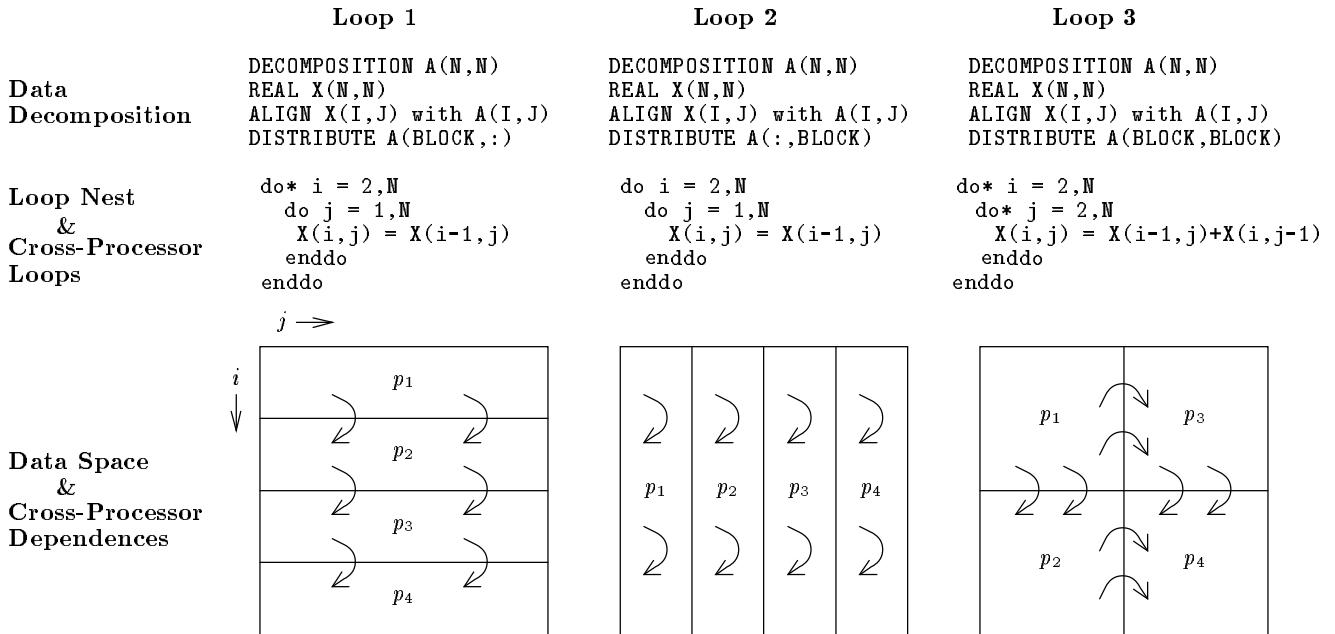 Loop 1 Loop 2 Loop 3
Data
Decomposition
DECOMPOSITION A(N,N)
REAL X(N,N)
ALIGN X(I,J) with A(I,J)
DISTRIBUTE A(BLOCK,:)
DECOMPOSITION A(N,N)
REAL X(N,N)
ALIGN X(I,J) with A(I,J)
DISTRIBUTE A(:,BLOCK)
DECOMPOSITION A(N,N)
REAL X(N,N)
ALIGN X(I,J) with A(I,J)
DISTRIBUTE A(BLOCK,BLOCK)
Loop Nest
&
Cross-Processor
Loops
do* i = 2,N
do j = 1,N
X(i,j) = X(i-1,j)
enddo
enddo
do i = 2,N
do j = 1,N
X(i,j) = X(i-1,j)
enddo
enddo
do* i = 2,N
do* j = 2,N
X(i,j) = X(i-1,j)+X(i,j-1)
enddo
enddo
Data Space
&
Cross-Processor
Dependences
j
i
p1
p2
p3
p4
p1 p2 p3 p4
p1 p3
p2 p4